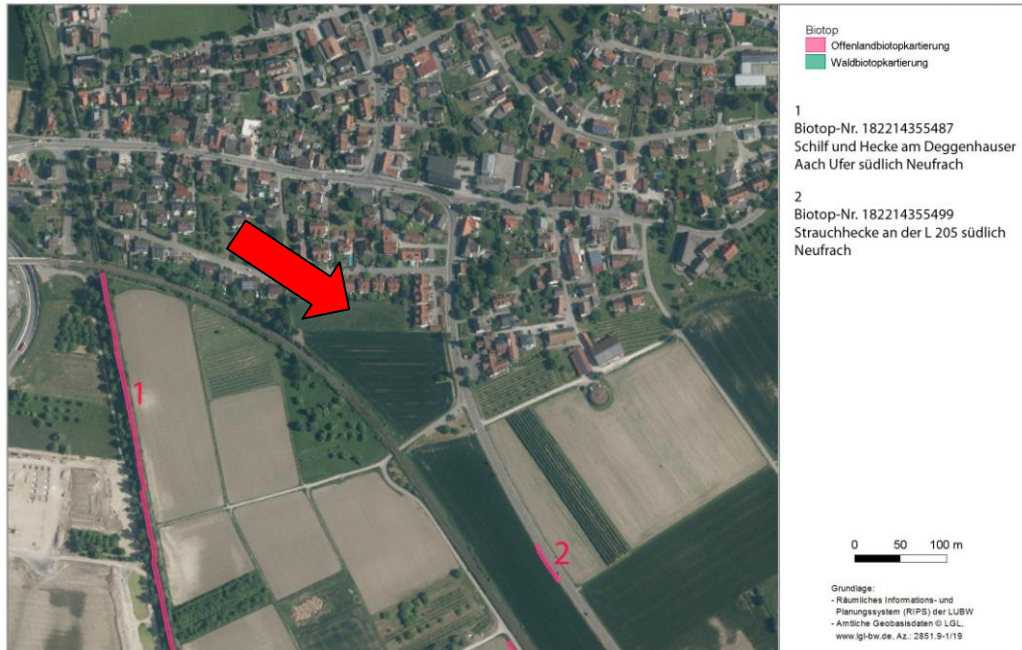 Biotop
Offenlandbiotopkartierung
Waldbiotopkartierung
1
Biotop-Nr. 182214355487
Schilf und Hecke am Deggenhauser
Aach Ufer südlich Neufrach
2
Biotop-Nr. 182214355499
Strauchhecke an der L 205 südlich
Neufrach
1
2
0 50 100 m
Grundlage:
- Räumliches Informations- und
Planungssystem (RIPS) der LUBW
- Amtliche Geobasisdaten © LGL,
www.lgl-bw.de, Az.: 2851.9-1/19